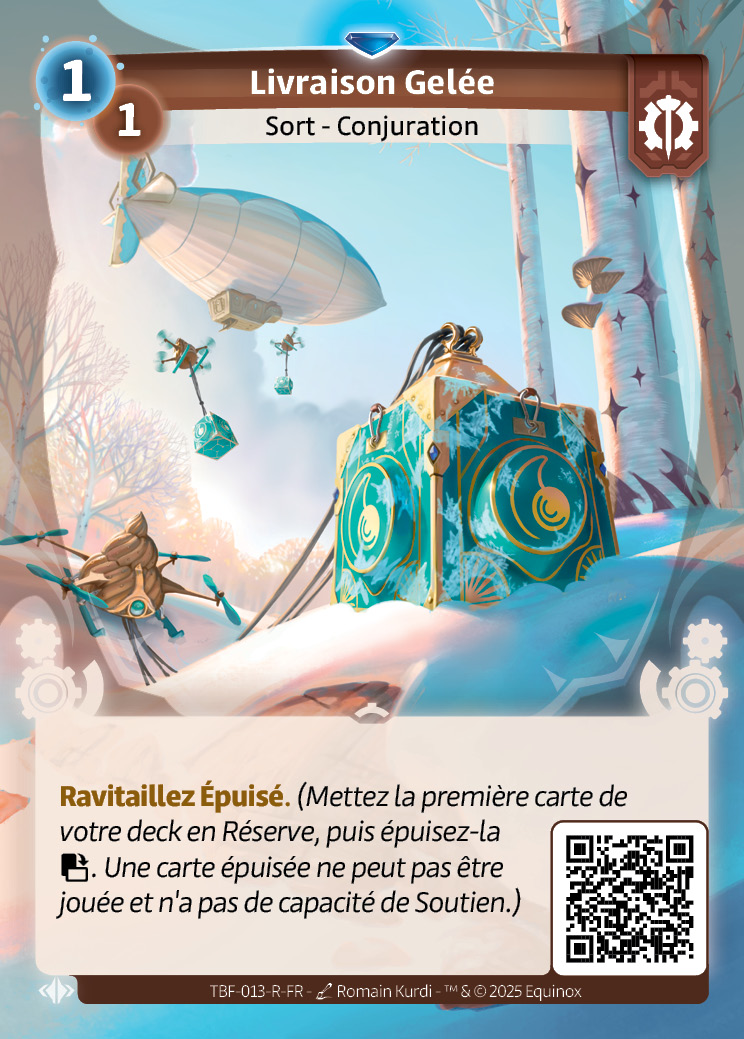 1
Livraison Gelée
1
Sort - Conjuration
Ravitaillez Épuisé. (Mettez la première carte de
votre deck en Réserve, puis épuisez-la
. Une carte épuisée ne peut pas être
jouée et n'a pas de capacité de Soutien.)
TBF-013-R-FR - Romain Kurdi - ™ & © 2025 Equinox